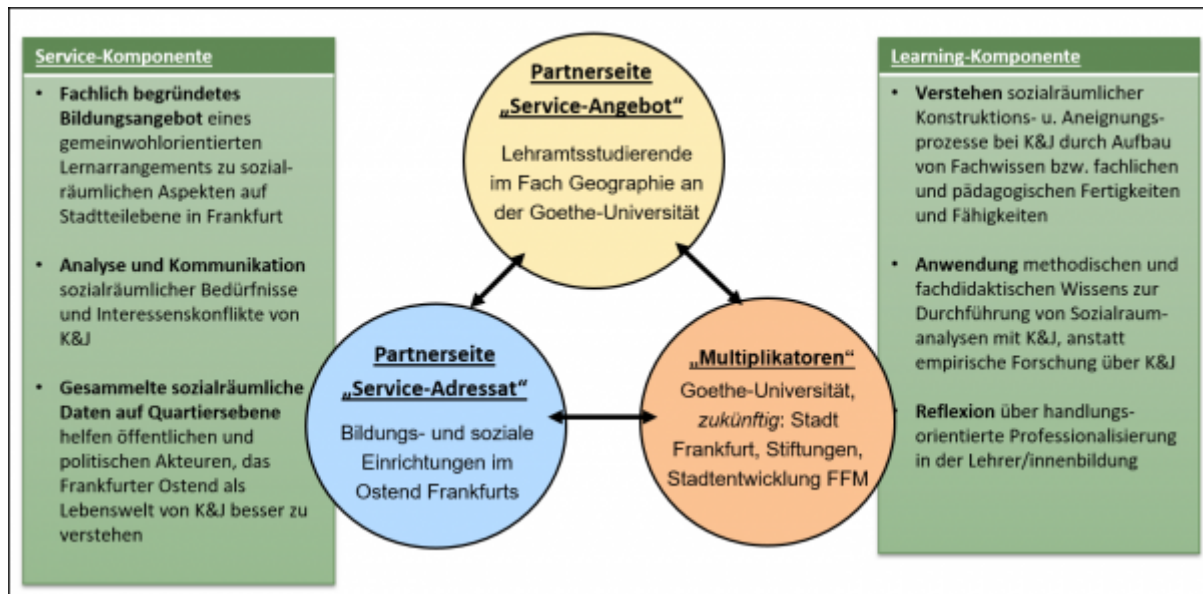 Service-Komponente
• Fachlich begründetes
Bildungsangebot eines
gemeinwohlorientierten
Lernarrangements zu sozial-
räumlichen Aspekten auf
Stadtteilebene in Frankfurt
• Analyse und Kommunikation
sozialräumlicher Bedürfnisse
und Interessenskonflikte von
K&J
• Gesammelte sozialräumliche
Daten auf Quartiersebene
helfen öffentlichen und
politischen Akteuren, das
Frankfurter Ostend als
Lebenswelt von K&J besser zu
verstehen
Partnerseite
„Service-Angebot“
Lehramtsstudierende
im Fach Geographie an
der Goethe-Universität
Partnerseite
„Service-Adressat“
Bildungs- und soziale
Einrichtungen im
Ostend Frankfurts
„Multiplikatoren“
Goethe-Universität,
zukünftig: Stadt
Frankfurt, Stiftungen,
Stadtentwicklung FFM
Learning-Komponente
• Verstehen sozialräumlicher
Konstruktions- u. Aneignungs-
prozesse bei K&J durch Aufbau
von Fachwissen bzw. fachlichen
und pädagogischen Fertigkeiten
und Fähigkeiten
• Anwendung methodischen und
fachdidaktischen Wissens zur
Durchführung von Sozialraum-
analysen mit K&J, anstatt
empirische Forschung über K&J
• Reflexion über handlungs-
orientierte Professionalisierung
in der Lehrer/innenbildung